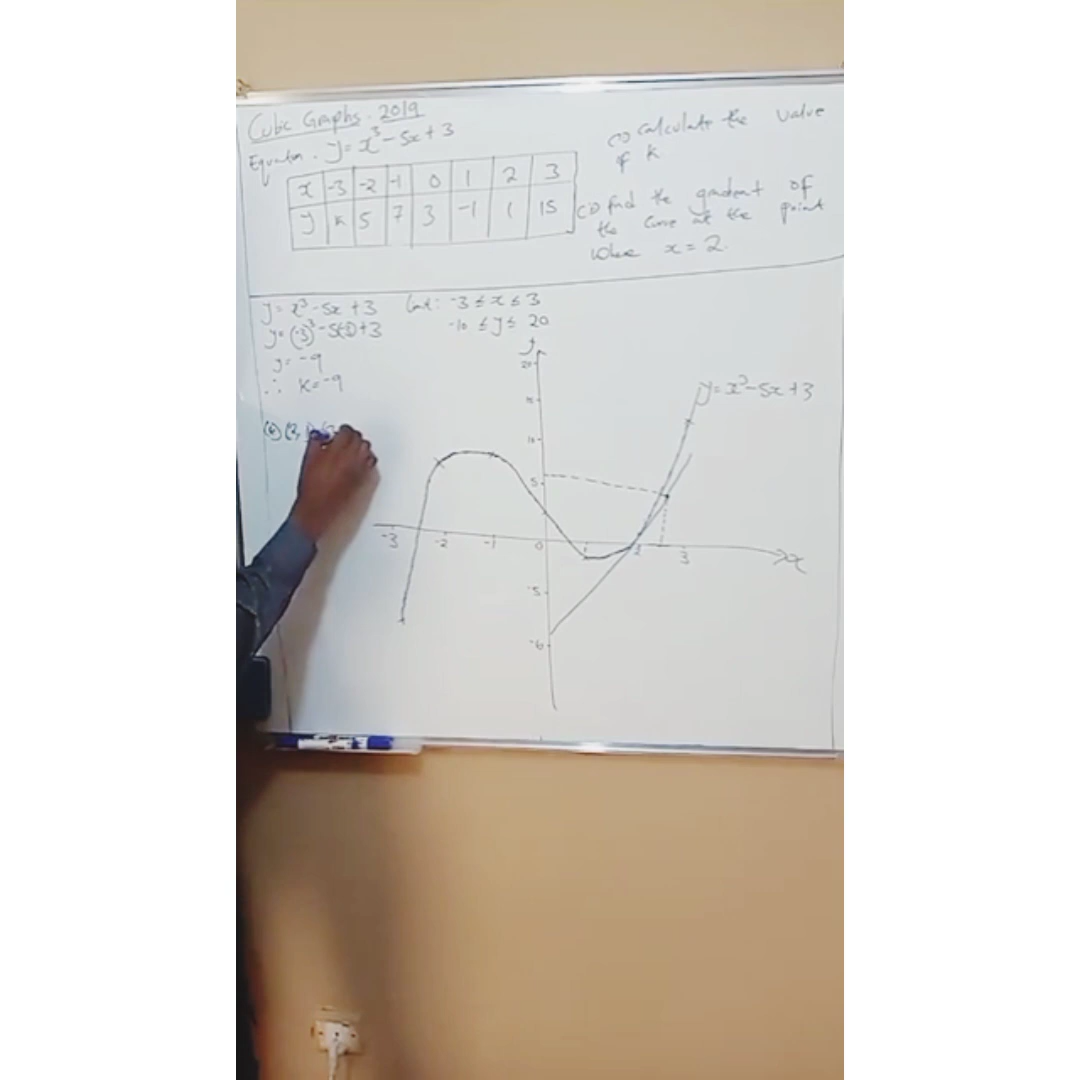 Cubic Graphs. 2019
Equation. y = x³ - 5x + 3
x -3 -2 -1 0 1 2 3
y k 5 7 3 -1 1 15
(i) calculate the value
of k
(ii) find the gradient of
the curve at the point
where x = 2.
y = x³ - 5x + 3
-3 ≤ x ≤ 3
y = (-3)³ - 5(-3) + 3
-10 ≤ y ≤ 20
y = -9
∴ k = -9
y
20
15
10
5
-3 -2 -1 0 2 3
x
-5
y = x³ - 5x + 3